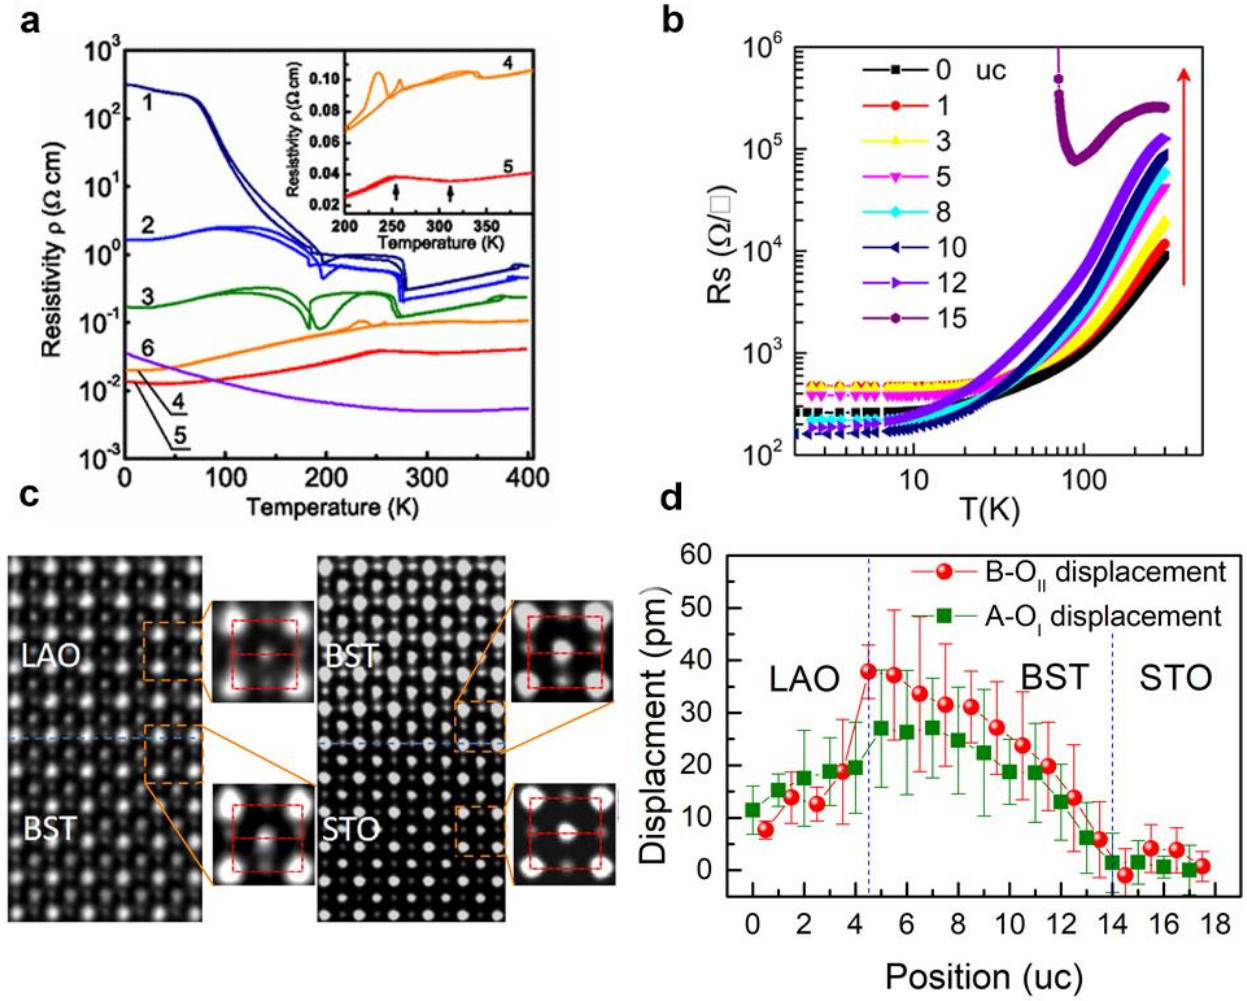 a
10³
10²
10¹
10⁰
10⁻¹
10⁻²
10⁻³
Resistivity ρ (Ω cm)
0 100 200 300 400
Temperature (K)
1
2
3
6
4
5
0.10
0.08
0.06
0.04
0.02
Resistivity ρ (Ω cm)
200 250 300 350
Temperature (K)
4
5
b
10⁶
10⁵
10⁴
10³
10²
Rs (Ω/□)
0 uc
1
3
5
8
10
12
15
10 100
T(K)
c
LAO
BST
BST
STO
d
60
50
40
30
20
10
0
Displacment (pm)
B-O_II displacement
A-O_I displacement
LAO BST STO
0 2 4 6 8 10 12 14 16 18
Position (uc)